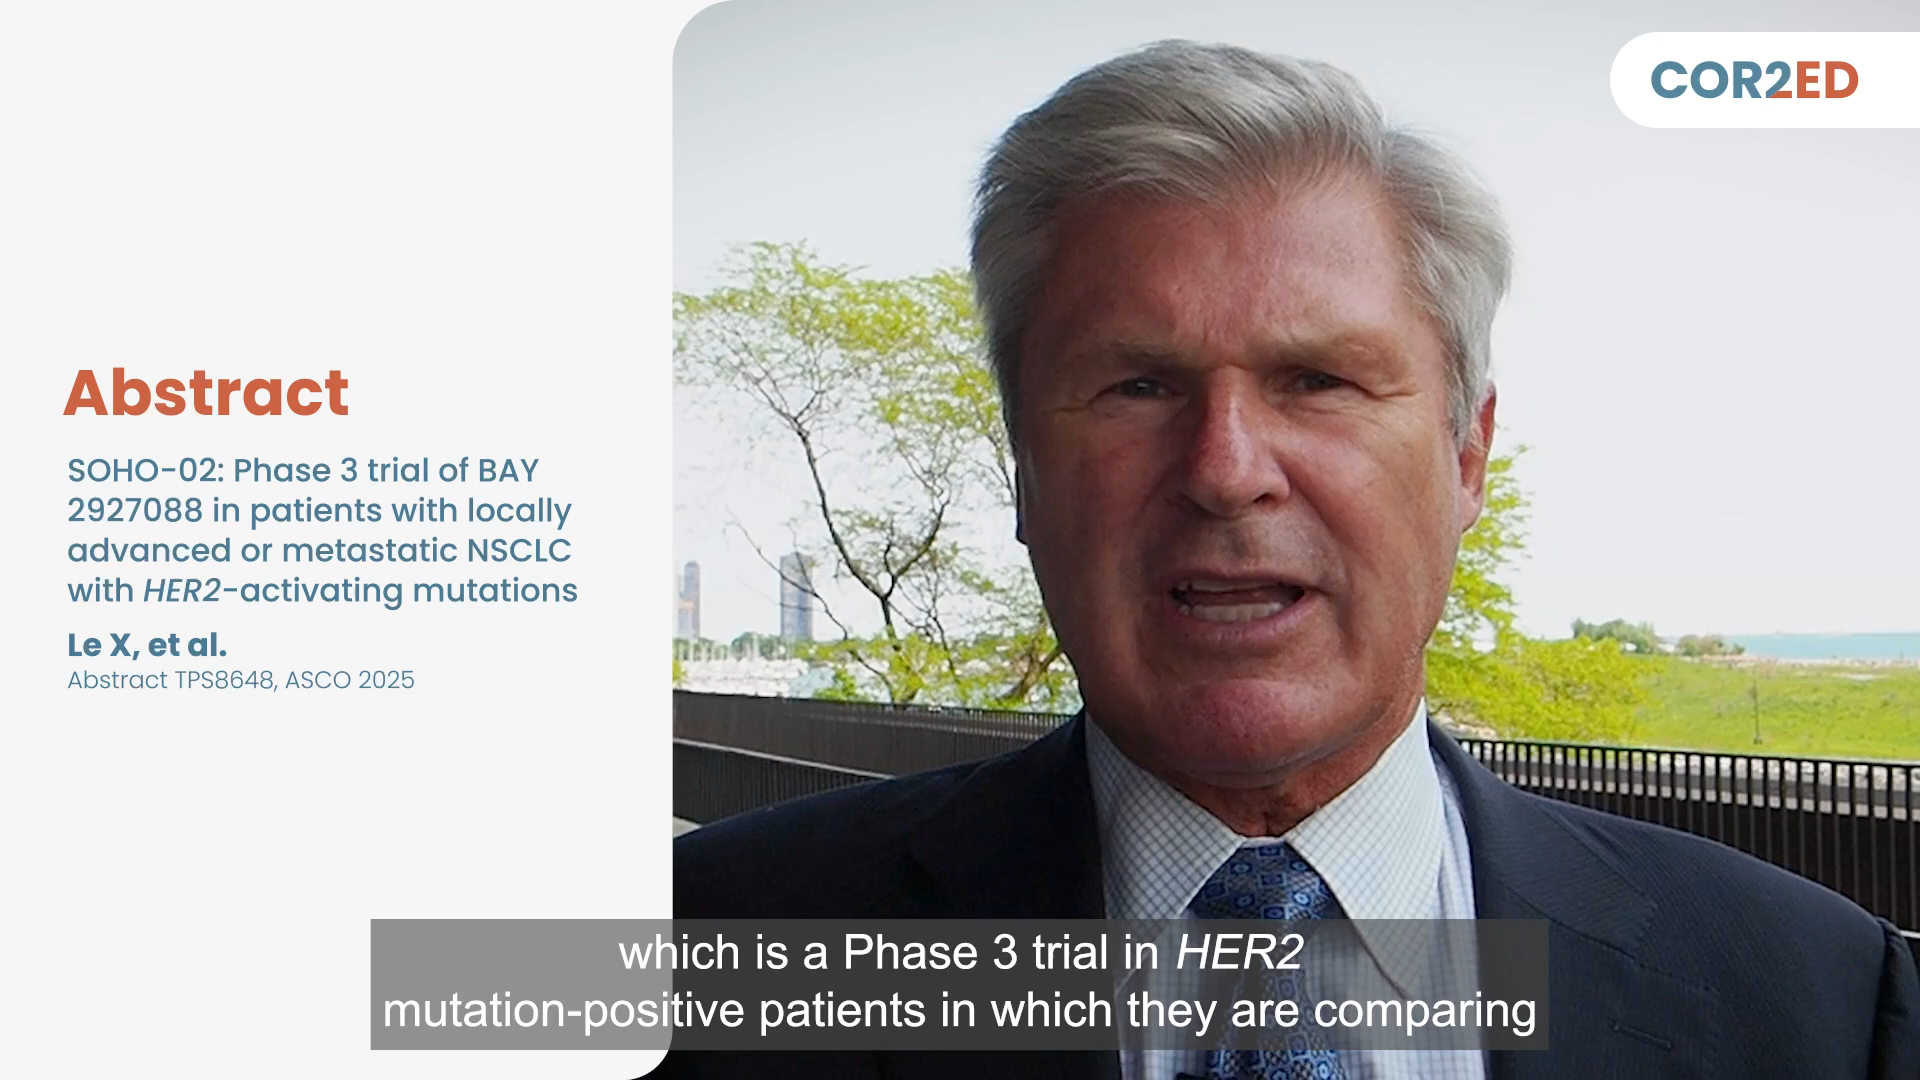 COR2ED
Abstract
SOHO-02: Phase 3 trial of BAY
2927088 in patients with locally
advanced or metastatic NSCLC
with HER2-activating mutations
Le X, et al.
Abstract TPS8648, ASCO 2025
which is a Phase 3 trial in HER2
mutation-positive patients in which they are comparing